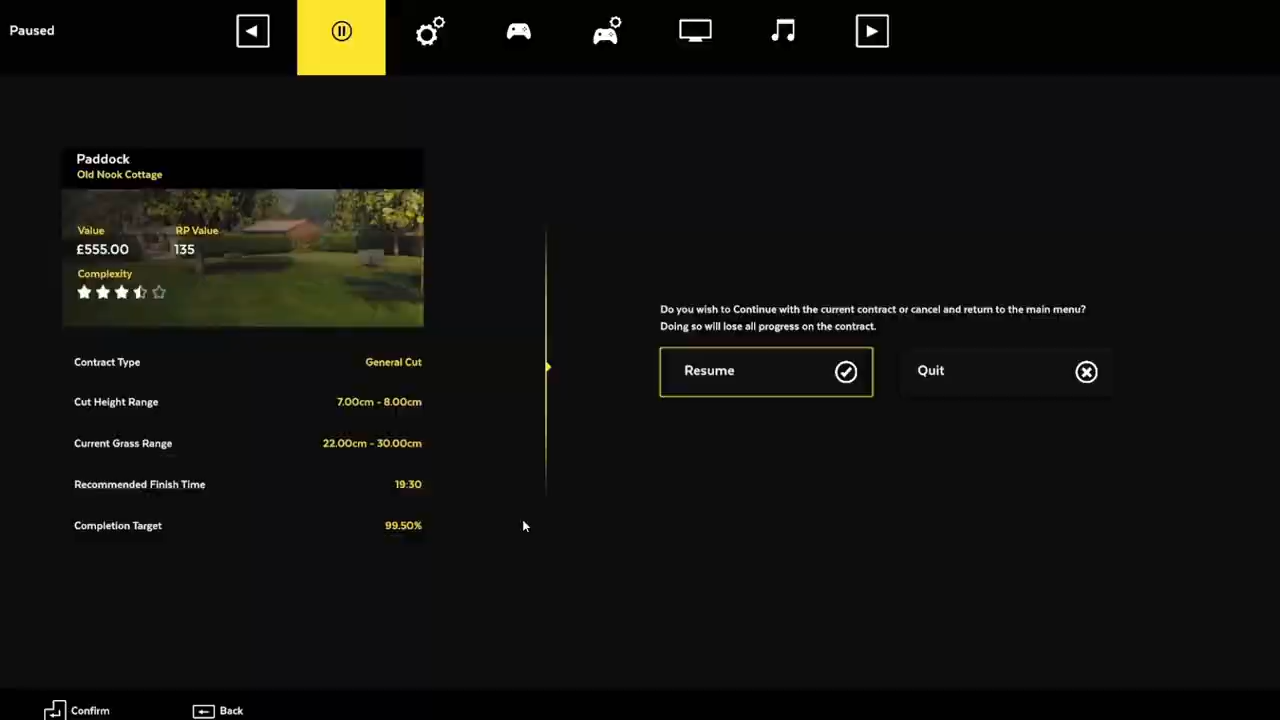 Paused
Paddock
Old Nook Cottage
Value RP Value
£555.00 135
Complexity
Contract Type General Cut
Cut Height Range 7.00cm - 8.00cm
Current Grass Range 22.00cm - 30.00cm
Recommended Finish Time 19:30
Completion Target 99.50%
Do you wish to Continue with the current contract or cancel and return to the main menu?
Doing so will lose all progress on the contract.
Resume Quit
Confirm Back